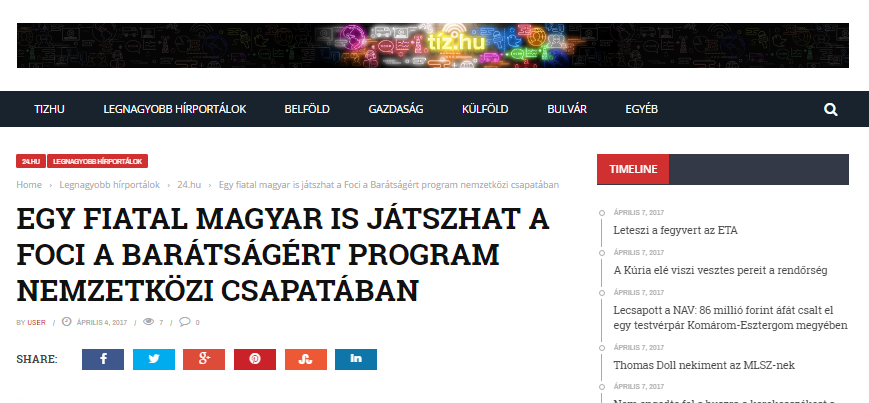 tiz.hu
TIZHU LEGNAGYOBB HÍRPORTÁLOK BELFÖLD GAZDASÁG KÜLFÖLD BULVÁR EGYÉB
24.HU LEGNAGYOBB HÍRPORTÁLOK
Home › Legnagyobb hírportálok › 24.hu › Egy fiatal magyar is játszhat a Foci a Barátságért program nemzetközi csapatában
EGY FIATAL MAGYAR IS JÁTSZHAT A
FOCI A BARÁTSÁGÉRT PROGRAM
NEMZETKÖZI CSAPATÁBAN
BY USER / ÁPRILIS 4, 2017 / 7 / 0
SHARE:
TIMELINE
ÁPRILIS 7, 2017
Leteszi a fegyvert az ETA
ÁPRILIS 7, 2017
A Kúria elé viszi vesztes pereit a rendőrség
ÁPRILIS 7, 2017
Lecsapott a NAV: 86 millió forint áfát csalt el
egy testvérpár Komárom-Esztergom megyében
ÁPRILIS 7, 2017
Thomas Doll nekiment az MLSZ-nek
ÁPRILIS 7, 2017